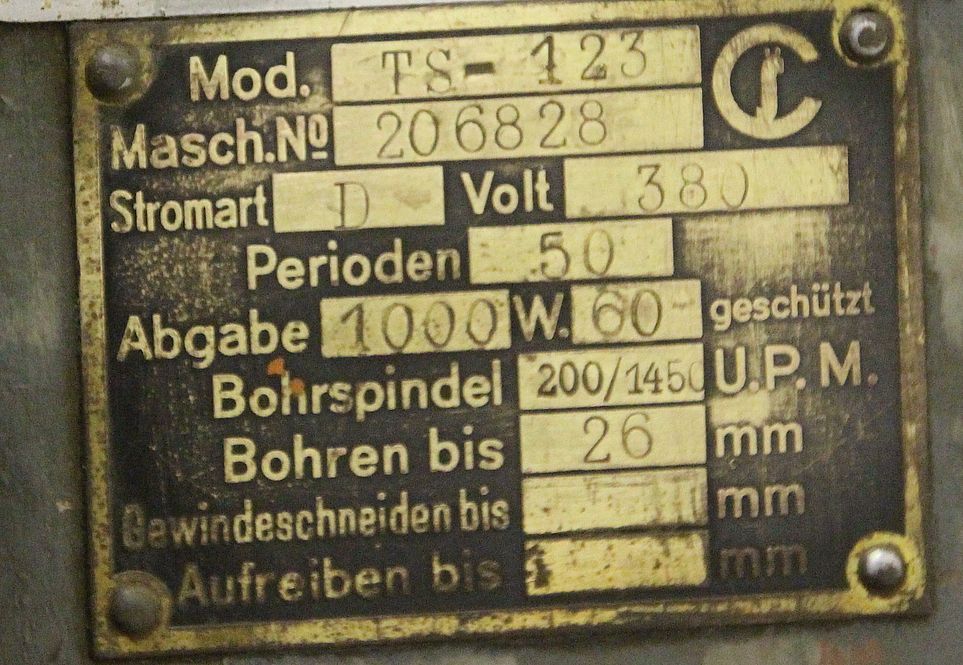 Mod. TS-123
Masch.No 206828
Stromart D Volt 380
Perioden 50
Abgabe 1000 W. 60- geschützt
Bohrspindel 200/1450 U.P.M.
Bohren bis 26 mm
Gewindeschneiden bis mm
Aufreiben bis mm